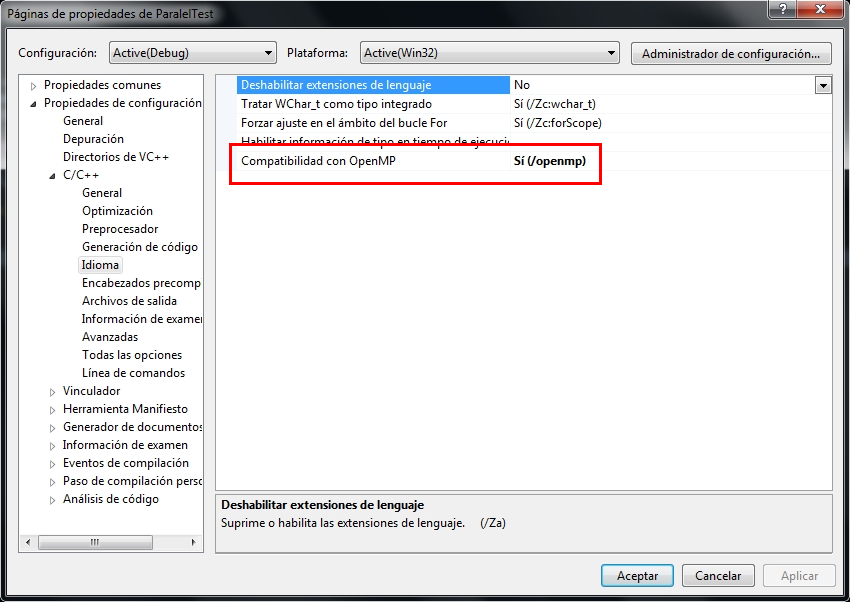 Páginas de propiedades de ParalelTest
Configuración: Active(Debug) Plataforma: Active(Win32) Administrador de configuración...
Propiedades comunes
Propiedades de configuración
General
Depuración
Directorios de VC++
C/C++
General
Optimización
Preprocesador
Generación de código
Idioma
Encabezados precomp
Archivos de salida
Información de examen
Avanzadas
Todas las opciones
Línea de comandos
Vinculador
Herramienta Manifiesto
Generador de documentos
Información de examen
Eventos de compilación
Paso de compilación perso
Análisis de código
Deshabilitar extensiones de lenguaje No
Tratar WChar_t como tipo integrado Sí (/Zc:wchar_t)
Forzar ajuste en el ámbito del bucle For Sí (/Zc:forScope)
Habilitar información de tipo en tiempo de ejecuci
Compatibilidad con OpenMP Sí (/openmp)
Deshabilitar extensiones de lenguaje
Suprime o habilita las extensiones de lenguaje. (/Za)
Aceptar Cancelar Aplicar